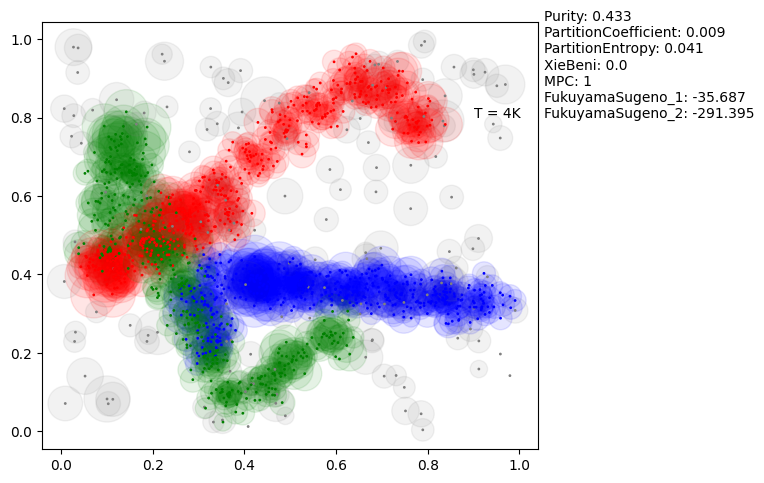 Purity: 0.433
PartitionCoefficient: 0.009
PartitionEntropy: 0.041
XieBeni: 0.0
MPC: 1
FukuyamaSugeno_1: -35.687
FukuyamaSugeno_2: -291.395
T = 4K
1.0
0.8
0.6
0.4
0.2
0.0
0.0 0.2 0.4 0.6 0.8 1.0